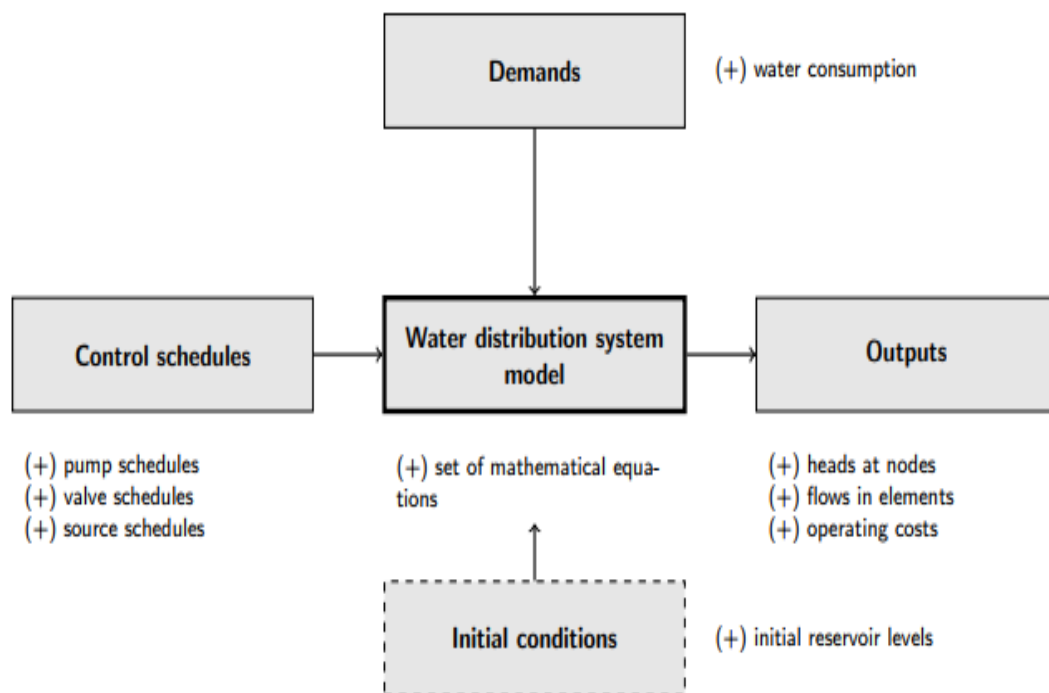 Demands
(+) water consumption
Control schedules
Water distribution system
model
Outputs
(+) pump schedules
(+) valve schedules
(+) source schedules
(+) set of mathematical equa-
tions
(+) heads at nodes
(+) flows in elements
(+) operating costs
Initial conditions
(+) initial reservoir levels